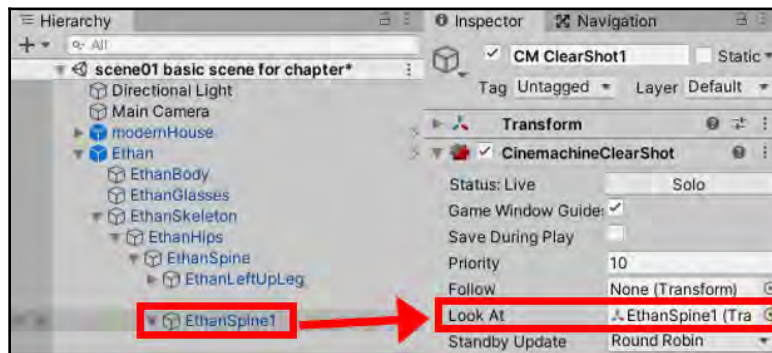 Hierarchy
All
scene01 basic scene for chapter*
Directional Light
Main Camera
modernHouse
Ethan
EthanBody
EthanGlasses
EthanSkeleton
EthanHips
EthanSpine
EthanLeftUpLeg
EthanSpine1
Inspector
Navigation
CM ClearShot1
Static
Tag Untagged Layer Default
Transform
CinemachineClearShot
Status: Live Solo
Game Window Guide:
Save During Play
Priority 10
Follow None (Transform)
Look At EthanSpine1 (Tra
Standby Update Round Robin